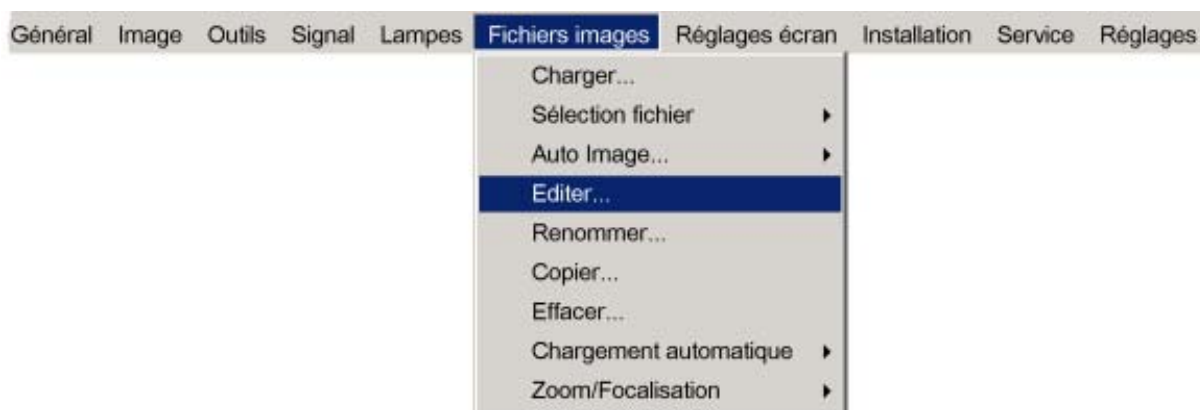 Général Image Outils Signal Lampes Fichiers images Réglages écran Installation Service Réglages
Charger...
Sélection fichier
Auto Image...
Editer...
Renommer...
Copier...
Effacer...
Chargement automatique
Zoom/Focalisation